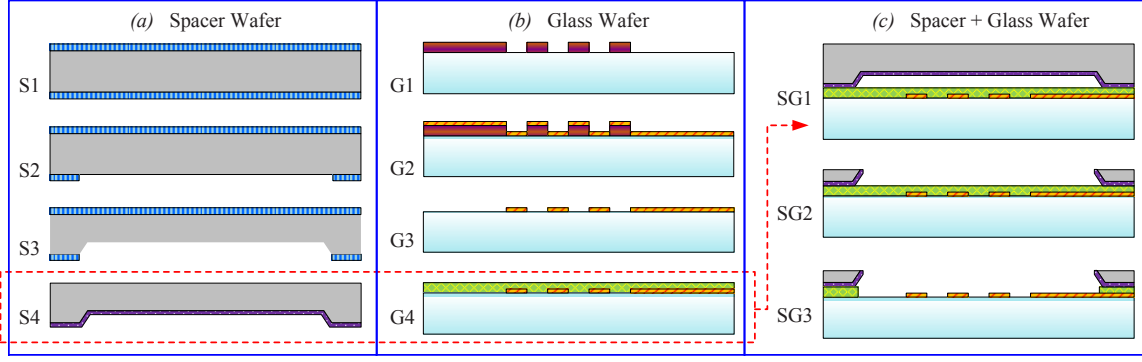 (a) Spacer Wafer
S1
S2
S3
S4
(b) Glass Wafer
G1
G2
G3
G4
(c) Spacer + Glass Wafer
SG1
SG2
SG3